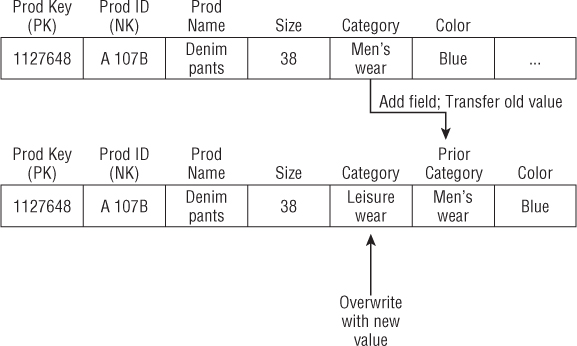 Prod Key (PK) Prod ID (NK) Prod Name Size Category Color
1127648 A 107B Denim pants 38 Men's wear Blue ...
Add field; Transfer old value
Prod Key (PK) Prod ID (NK) Prod Name Size Category Prior Category Color
1127648 A 107B Denim pants 38 Leisure wear Men's wear Blue
Overwrite
with new
value